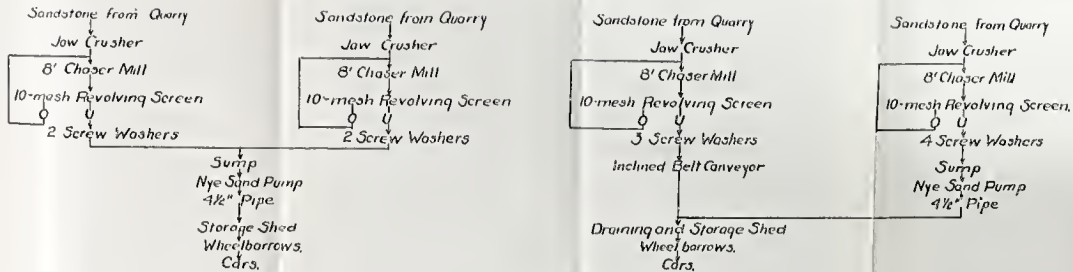 Sandstone from Quarry
Jaw Crusher
8' Chaser Mill
10-mesh Revolving Screen
O U
2 Screw Washers
Sandstone from Quarry
Jaw Crusher
8' Chaser Mill
10-mesh Revolving Screen
O U
2 Screw Washers
Sump
Nye Sand Pump
4½" Pipe
Storage Shed
Wheelbarrows.
Cars.
Sandstone from Quarry
Jaw Crusher
8' Chaser Mill
10-mesh Revolving Screen
O U
3 Screw Washers
Inclined Belt Conveyor
Sandstone from Quarry
Jaw Crusher
8' Chaser Mill
10-mesh Revolving Screen.
O U
4 Screw Washers
Sump
Nye Sand Pump
4½" Pipe
Draining and Storage Shed
Wheelbarrows.
Cars.